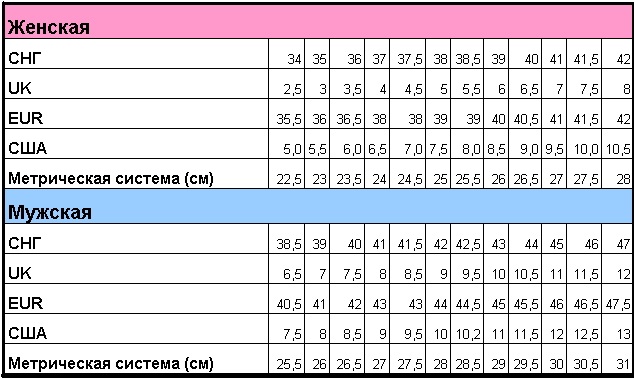 Женская
СНГ 34 35 36 37 37,5 38 38,5 39 40 41 41,5 42
UK 2,5 3 3,5 4 4,5 5 5,5 6 6,5 7 7,5 8
EUR 35,5 36 36,5 38 38 39 39 40 40,5 41 41,5 42
США 5,0 5,5 6,0 6,5 7,0 7,5 8,0 8,5 9,0 9,5 10,0 10,5
Метрическая система (см) 22,5 23 23,5 24 24,5 25 25,5 26 26,5 27 27,5 28
Мужская
СНГ 38,5 39 40 41 41,5 42 42,5 43 44 45 46 47
UK 6,5 7 7,5 8 8,5 9 9,5 10 10,5 11 11,5 12
EUR 40,5 41 42 43 43 44 44,5 45 45,5 46 46,5 47,5
США 7,5 8 8,5 9 9,5 10 10,2 11 11,5 12 12,5 13
Метрическая система (см) 25,5 26 26,5 27 27,5 28 28,5 29 29,5 30 30,5 31